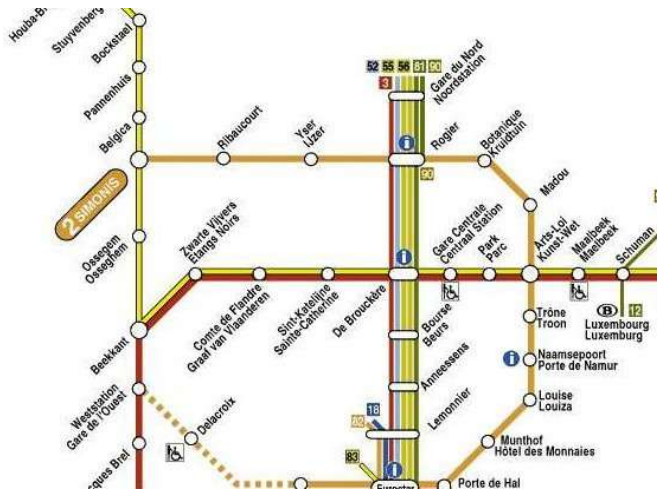 Houba-B
Stuyvenberg
Bockstael
Pannenhuis
Belgica
Ribaucourt
Yser
IJzer
52 55 56 81 90
3
Gare du Nord
Noordstation
Rogier
90
Botanique
Kruidtuin
Madou
2 SIMONIS
Ossegem
Osseghem
Zwarte Vijvers
Etangs Noirs
Comte de Flandre
Graaf van Vlaanderen
Sint-Katelijne
Sainte-Catherine
De Brouckère
Gare Centrale
Centraal Station
Park
Parc
Arts-Loi
Kunst-Wet
Maalbeek
Maelbeek
Schuman
B
12
Luxembourg
Luxemburg
Beekkant
Bourse
Beurs
Trône
Troon
Naamsepoort
Porte de Namur
Anneessens
Louise
Louiza
Weststation
Gare de l'Ouest
Delacroix
Lemonnier
18
82
83
Munthof
Hôtel des Monnaies
cques Brel
Eurostar
Porte de Hal